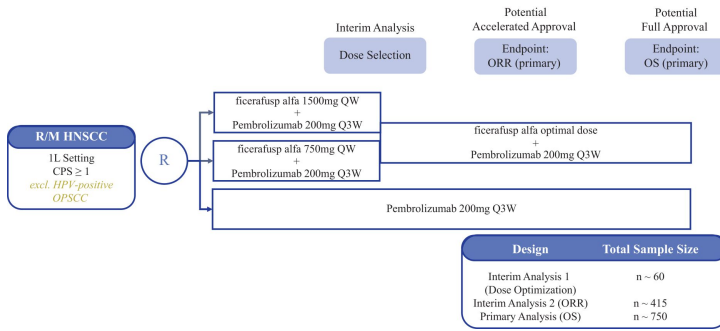 Interim Analysis
Dose Selection
Potential
Accelerated Approval
Endpoint:
ORR (primary)
Potential
Full Approval
Endpoint:
OS (primary)
R/M HNSCC
1L Setting
CPS ≥ 1
excl. HPV-positive
OPSCC
R
ficerafusp alfa 1500mg QW
+
Pembrolizumab 200mg Q3W
ficerafusp alfa 750mg QW
+
Pembrolizumab 200mg Q3W
ficerafusp alfa optimal dose
+
Pembrolizumab 200mg Q3W
Pembrolizumab 200mg Q3W
Design Total Sample Size
Interim Analysis 1 n ~ 60
(Dose Optimization)
Interim Analysis 2 (ORR) n ~ 415
Primary Analysis (OS) n ~ 750